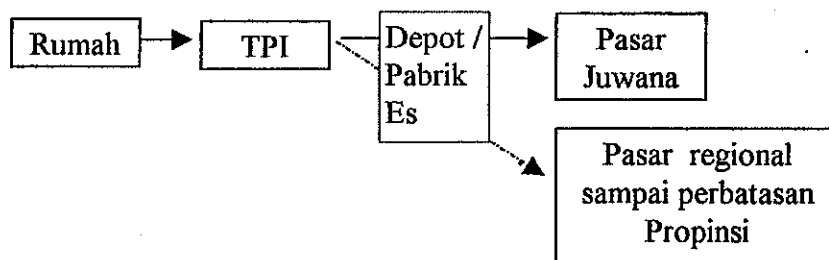 Rumah
TPI
Depot /
Pabrik
Es
Pasar
Juwana
Pasar regional
sampai perbatasan
Propinsi